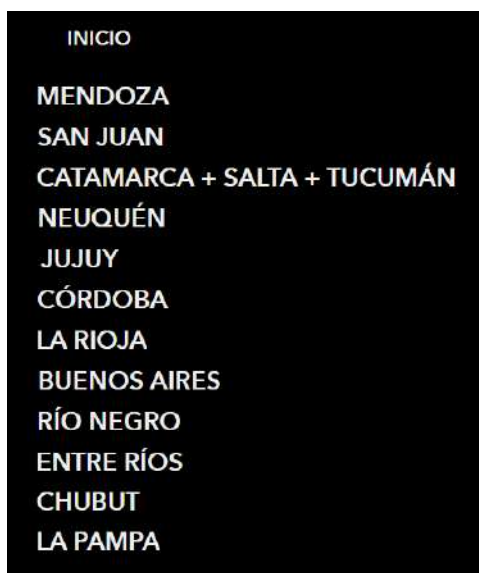 INICIO
MENDOZA
SAN JUAN
CATAMARCA + SALTA + TUCUMÁN
NEUQUÉN
JUJUY
CÓRDOBA
LA RIOJA
BUENOS AIRES
RÍO NEGRO
ENTRE RÍOS
CHUBUT
LA PAMPA